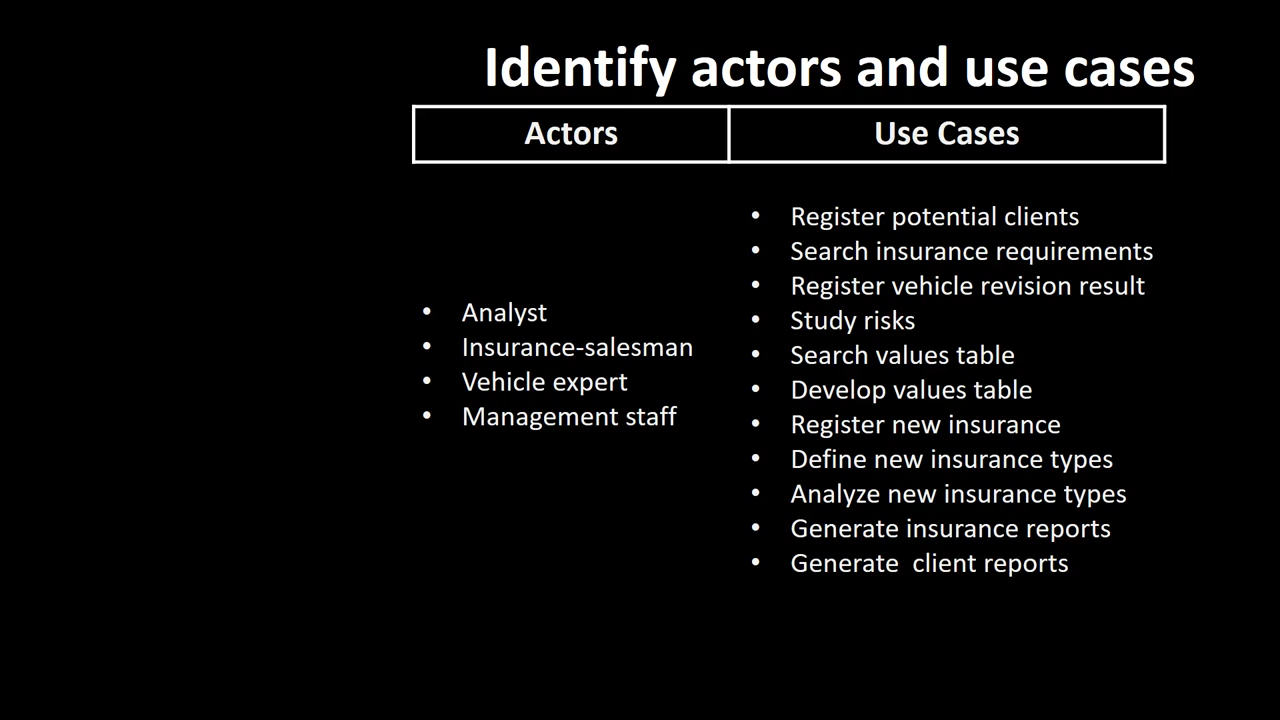 Identify actors and use cases
Actors
Use Cases
• Analyst
• Insurance-salesman
• Vehicle expert
• Management staff
• Register potential clients
• Search insurance requirements
• Register vehicle revision result
• Study risks
• Search values table
• Develop values table
• Register new insurance
• Define new insurance types
• Analyze new insurance types
• Generate insurance reports
• Generate  client reports